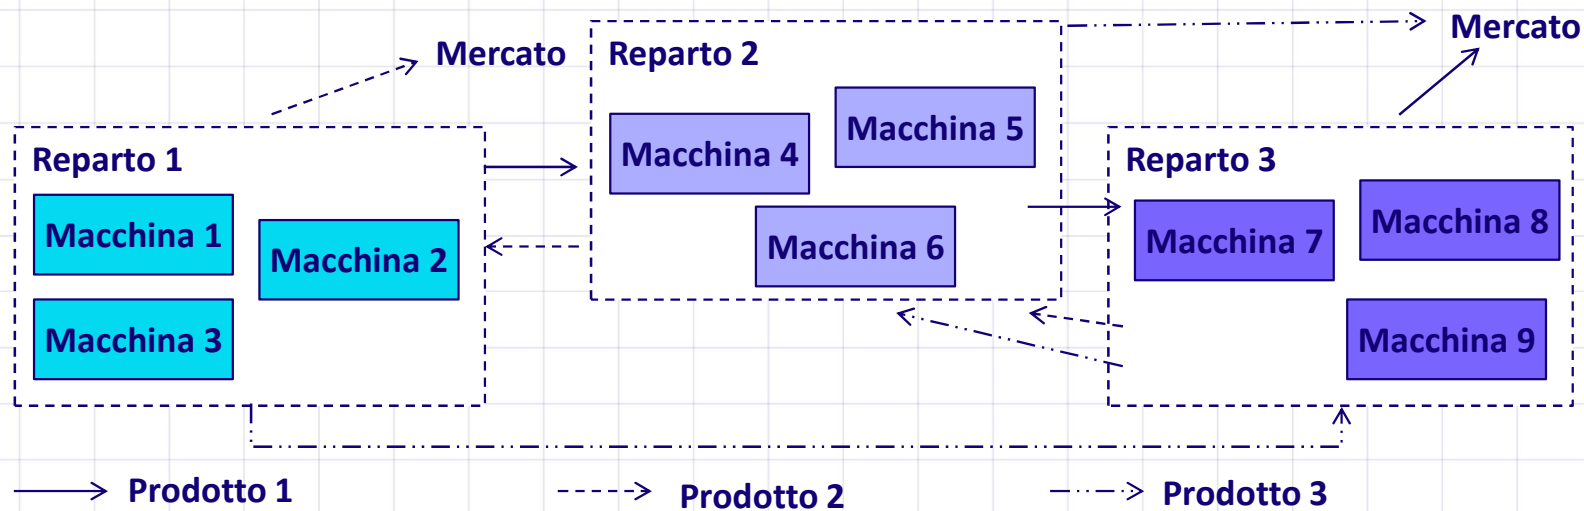 Mercato
Reparto 2
Mercato
Macchina 4
Macchina 5
Macchina 6
Reparto 1
Macchina 1
Macchina 2
Macchina 3
Reparto 3
Macchina 7
Macchina 8
Macchina 9
Prodotto 1
Prodotto 2
Prodotto 3